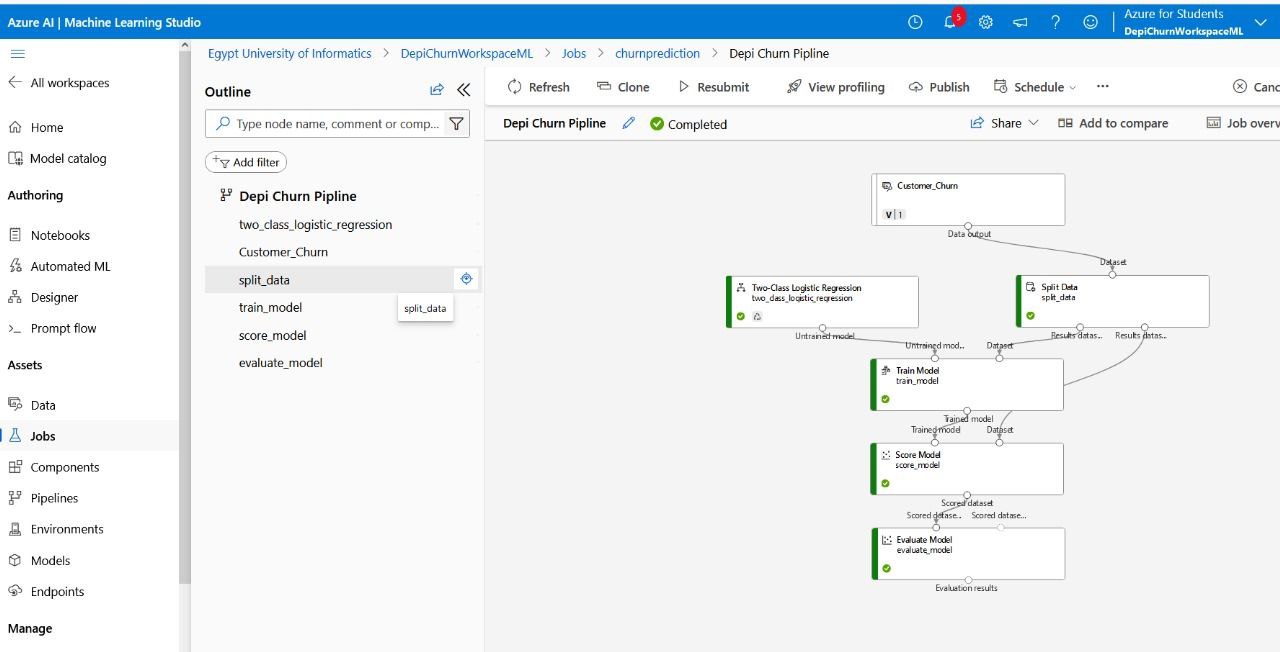 Azure AI | Machine Learning Studio
5
Azure for Students
DepiChurnWorkspaceML
All workspaces
Home
Model catalog
Authoring
Notebooks
Automated ML
Designer
Prompt flow
Assets
Data
Jobs
Components
Pipelines
Environments
Models
Endpoints
Manage
Egypt University of Informatics > DepiChurnWorkspaceML > Jobs > churnprediction > Depi Churn Pipline
Outline
Type node name, comment or comp...
Add filter
Depi Churn Pipline
two_class_logistic_regression
Customer_Churn
split_data
train_model
split_data
score_model
evaluate_model
Refresh
Clone
Resubmit
View profiling
Publish
Schedule
Canc
Depi Churn Pipline
Completed
Share
Add to compare
Job overv
Customer_Churn
V | 1
Data output
Dataset
Two-Class Logistic Regression
two_class_logistic_regression
Untrained model
Split Data
split_data
Results datas...
Results datas...
Untrained mod...
Dataset
Train Model
train_model
Trained model
Trained model
Dataset
Score Model
score_model
Scored dataset
Scored datase...
Scored datase...
Evaluate Model
evaluate_model
Evaluation results